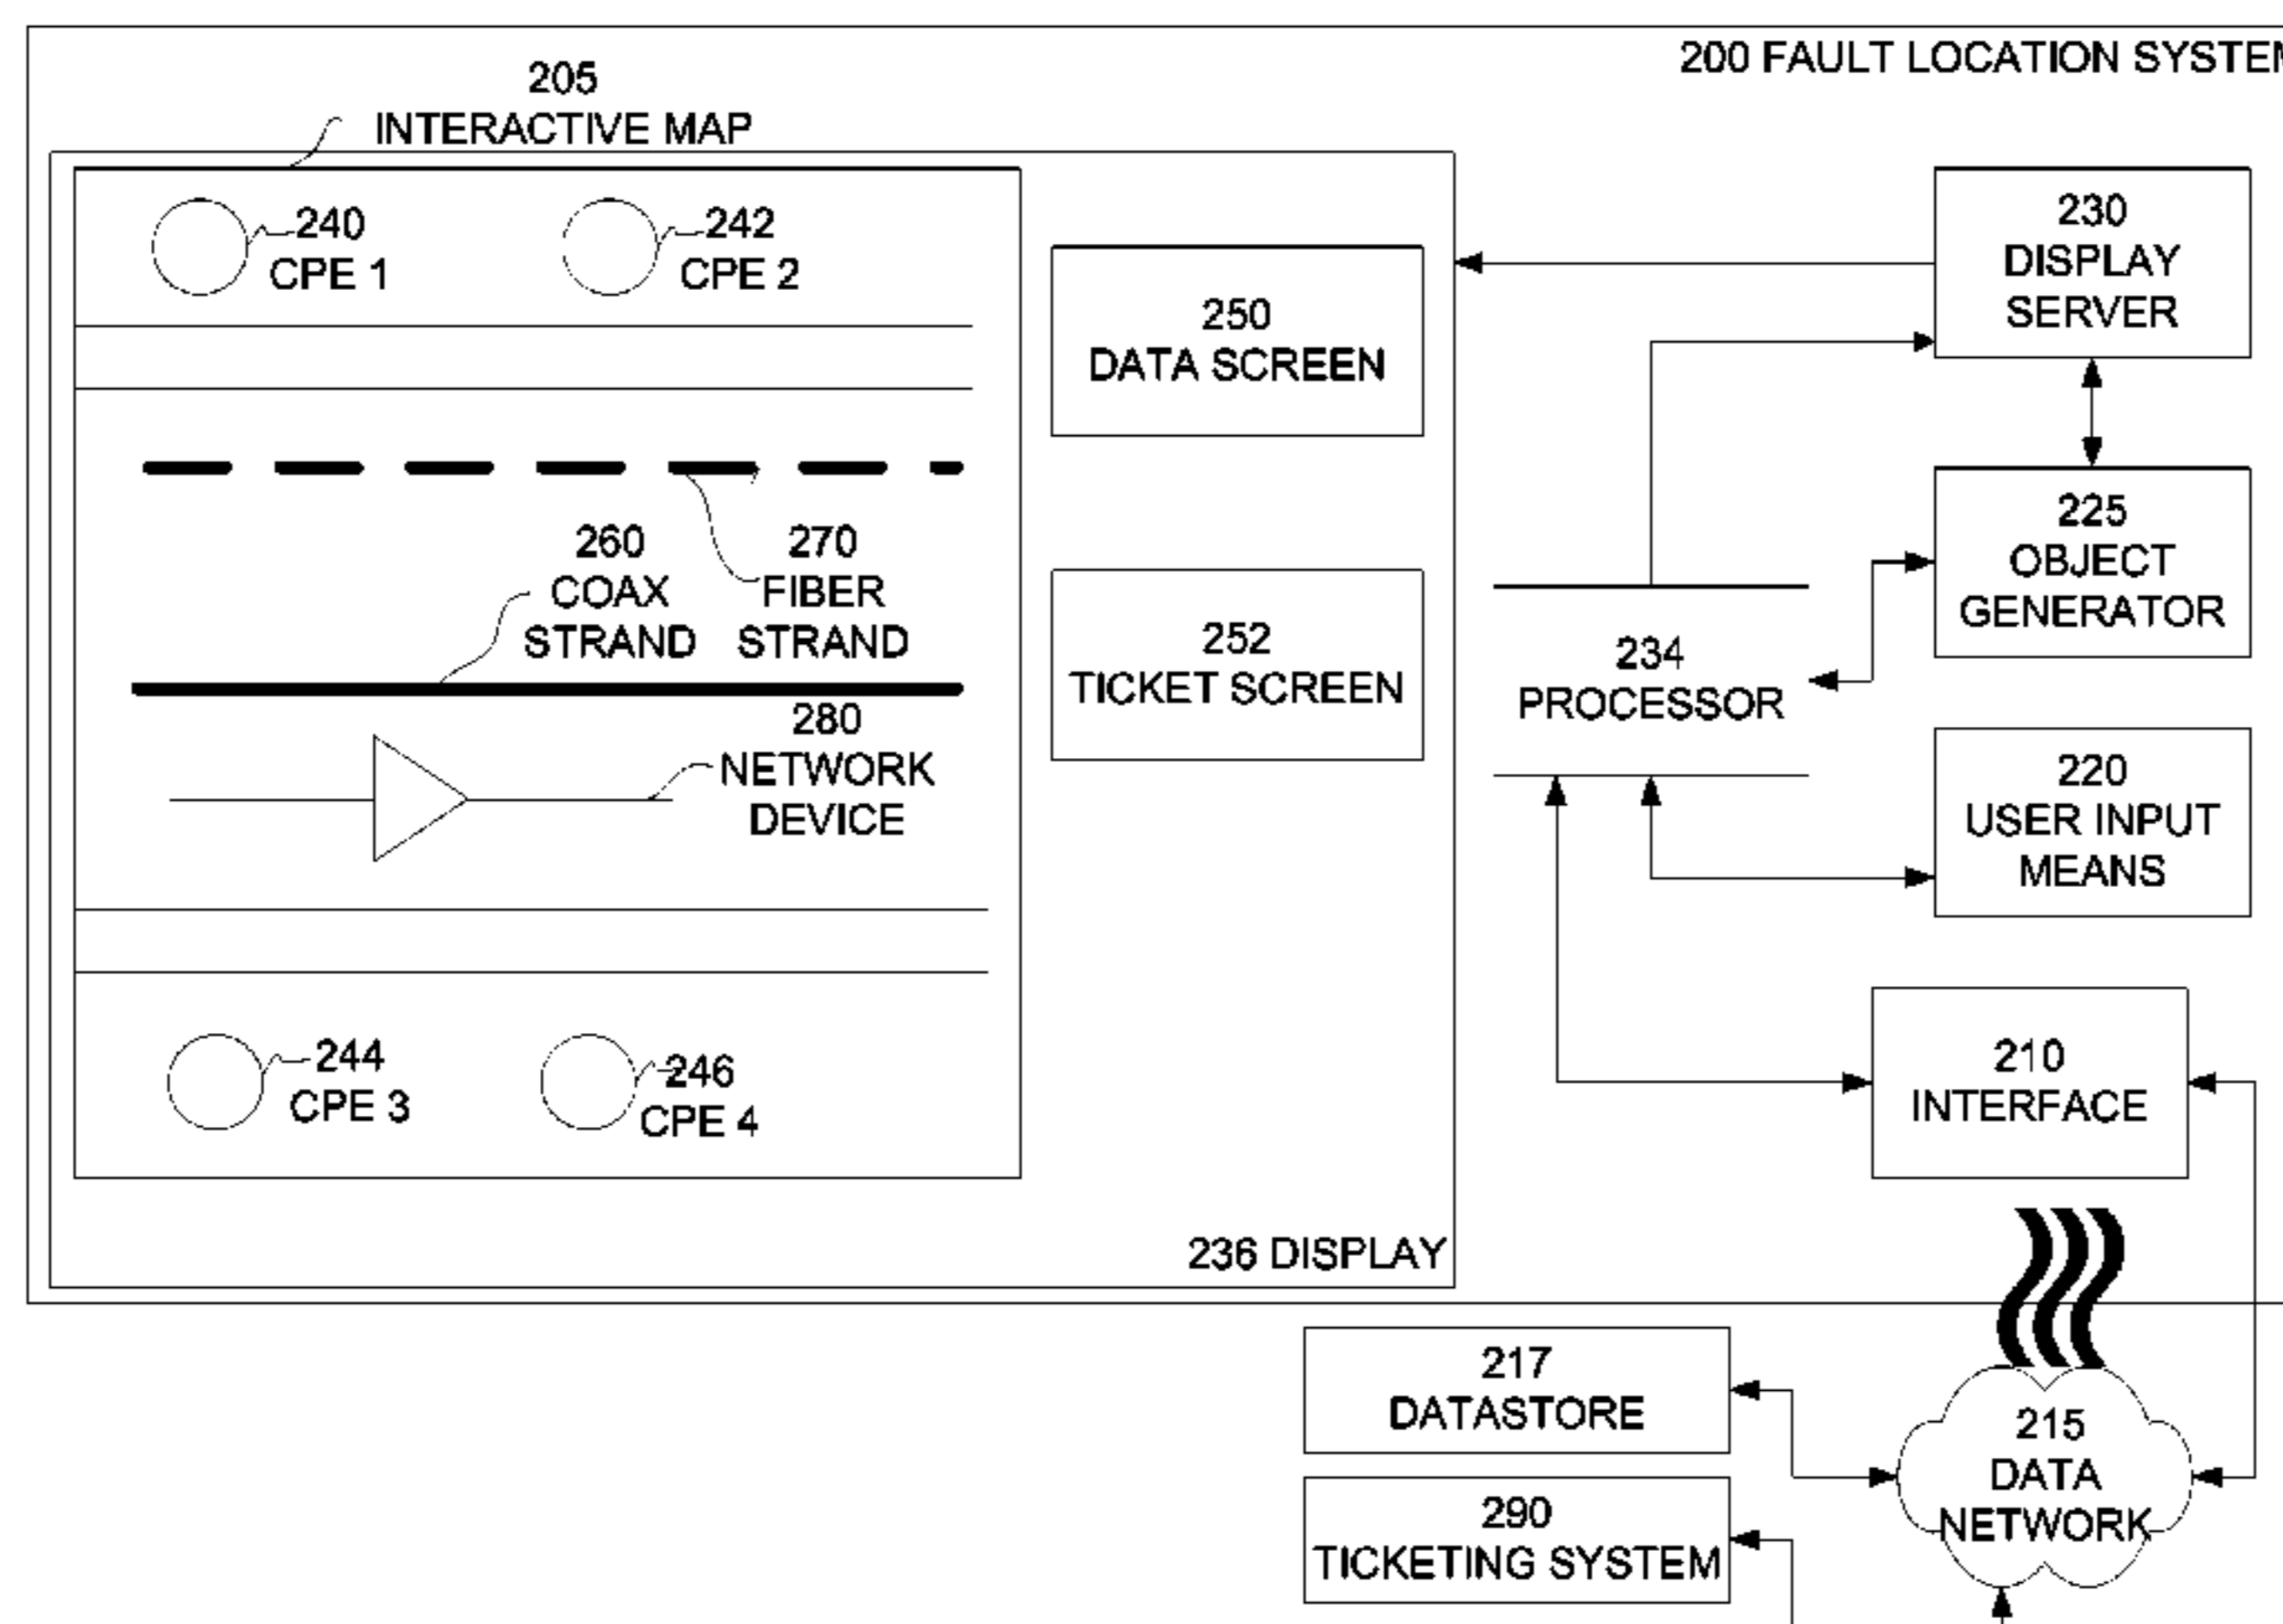 200 FAULT LOCATION SYSTEM
205
INTERACTIVE MAP
240
CPE 1
242
CPE 2
250
DATA SCREEN
230
DISPLAY
SERVER
260
COAX
STRAND
270
FIBER
STRAND
252
TICKET SCREEN
234
PROCESSOR
225
OBJECT
GENERATOR
280
NETWORK
DEVICE
220
USER INPUT
MEANS
244
CPE 3
246
CPE 4
210
INTERFACE
236 DISPLAY
217
DATASTORE
215
DATA
NETWORK
290
TICKETING SYSTEM